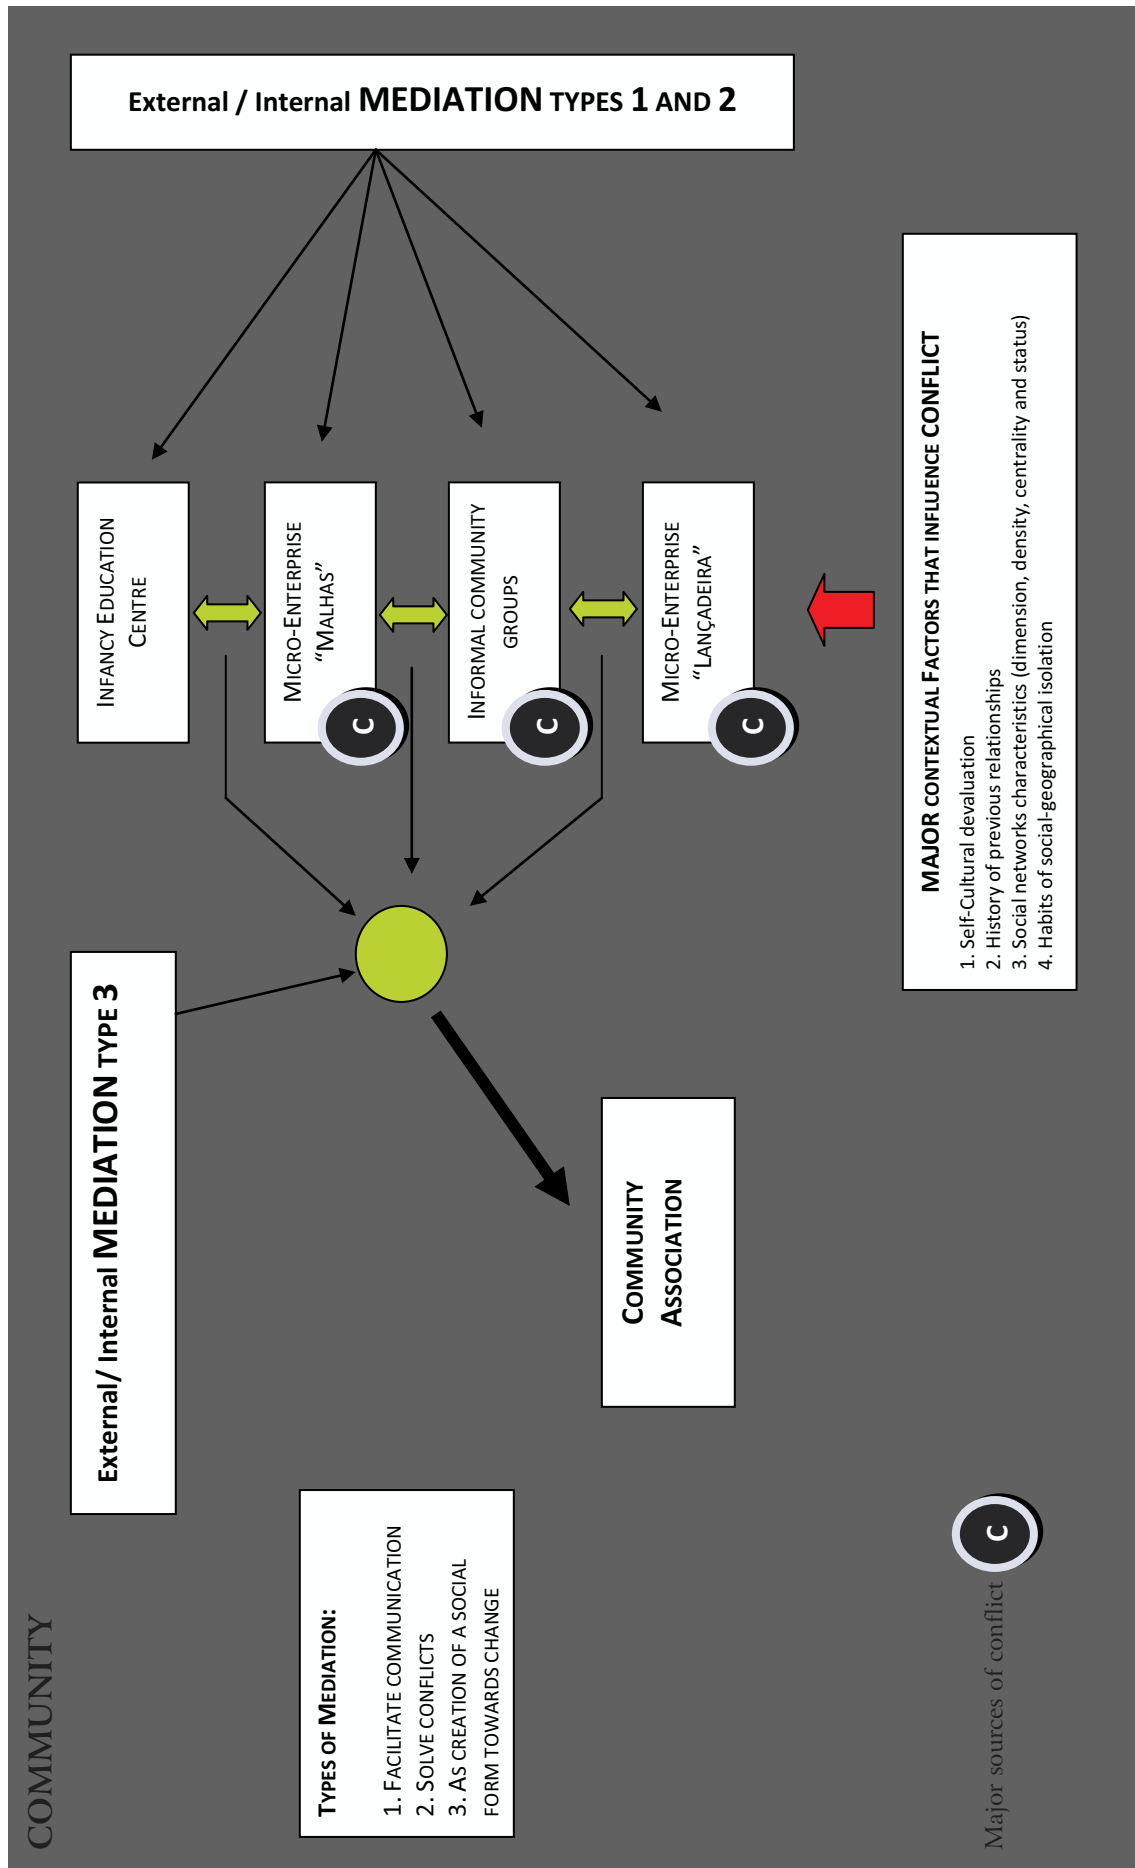 COMMUNITY
External/ Internal MEDIATION TYPE 3
External / Internal MEDIATION TYPES 1 AND 2
TYPES OF MEDIATION:
1. FACILITATE COMMUNICATION
2. SOLVE CONFLICTS
3. AS CREATION OF A SOCIAL
FORM TOWARDS CHANGE
INFANCY EDUCATION
CENTRE
MICRO-ENTERPRISE
“MALHAS”
C
INFORMAL COMMUNITY
GROUPS
C
MICRO-ENTERPRISE
“LANÇADEIRA”
C
COMMUNITY
ASSOCIATION
MAJOR CONTEXTUAL FACTORS THAT INFLUENCE CONFLICT
1. Self-Cultural devaluation
2. History of previous relationships
3. Social networks characteristics (dimension, density, centrality and status)
4. Habits of social-geographical isolation
Major sources of conflict
C